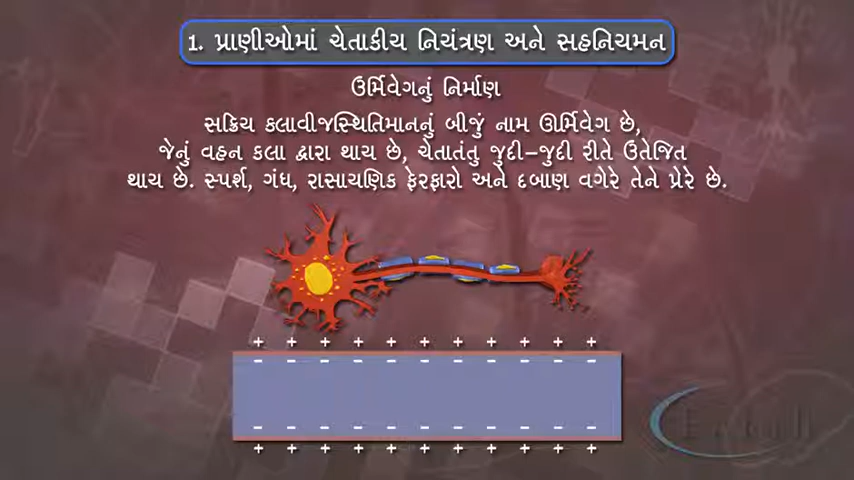 1. પ્રાણીઓમાં ચેતાકીય નિયંત્રણ અને સહનિયમન
ઉર્મિવેગનું નિર્માણ
સક્રિય કલાવીજસ્થિતિમાનનું બીજું નામ ઊર્મિવેગ છે,
જેનું વહન કલા દ્વારા થાય છે, ચેતાતંતુ જુદી-જુદી રીતે ઉતેજિત
થાય છે. સ્પર્શ, ગંધ, રાસાયણિક ફેરફારો અને દબાણ વગેરે તેને પ્રેરે છે.
+ + + + + + + + + + +
- - - - - - - - - - -
- - - - - - - - - - -
+ + + + + + + + + + +